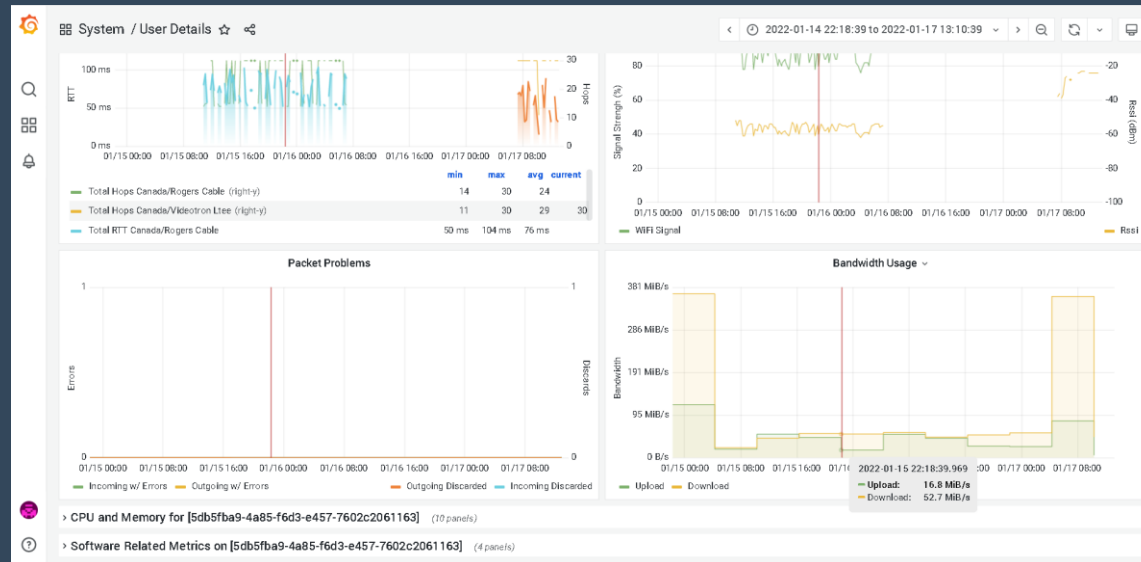 System / User Details
2022-01-14 22:18:39 to 2022-01-17 13:10:39
100 ms
50 ms
0 ms
RTT
30
20
10
0
Hops
01/15 00:00 01/15 08:00 01/15 16:00 01/16 00:00 01/16 08:00 01/16 16:00 01/17 00:00 01/17 08:00
min max avg current
Total Hops Canada/Rogers Cable (right-y) 14 30 24
Total Hops Canada/Videotron Ltee (right-y) 11 30 29 30
Total RTT Canada/Rogers Cable 50 ms 104 ms 76 ms
80
60
40
20
0
Signal Strengh (%)
-20
-40
-60
-80
-100
Rssi (dBm)
01/15 00:00 01/15 08:00 01/15 16:00 01/16 00:00 01/16 08:00 01/16 16:00 01/17 00:00 01/17 08:00
WiFi Signal Rssi
Packet Problems
1
0
Errors
1
0
Discards
01/15 00:00 01/15 08:00 01/15 16:00 01/16 00:00 01/16 08:00 01/16 16:00 01/17 00:00 01/17 08:00
Incoming w/ Errors Outgoing w/ Errors Outgoing Discarded Incoming Discarded
Bandwidth Usage
381 MiB/s
286 MiB/s
191 MiB/s
95 MiB/s
0 B/s
Bandwidth
01/15 00:00 01/15 08:00 01/15 16:00 01/1 :00 01/17 00:00 01/17 08:00
Upload Download
2022-01-15 22:18:39.969
Upload: 16.8 MiB/s
Download: 52.7 MiB/s
CPU and Memory for [5db5fba9-4a85-f6d3-e457-7602c2061163] (10 panels)
Software Related Metrics on [5db5fba9-4a85-f6d3-e457-7602c2061163] (4 panels)